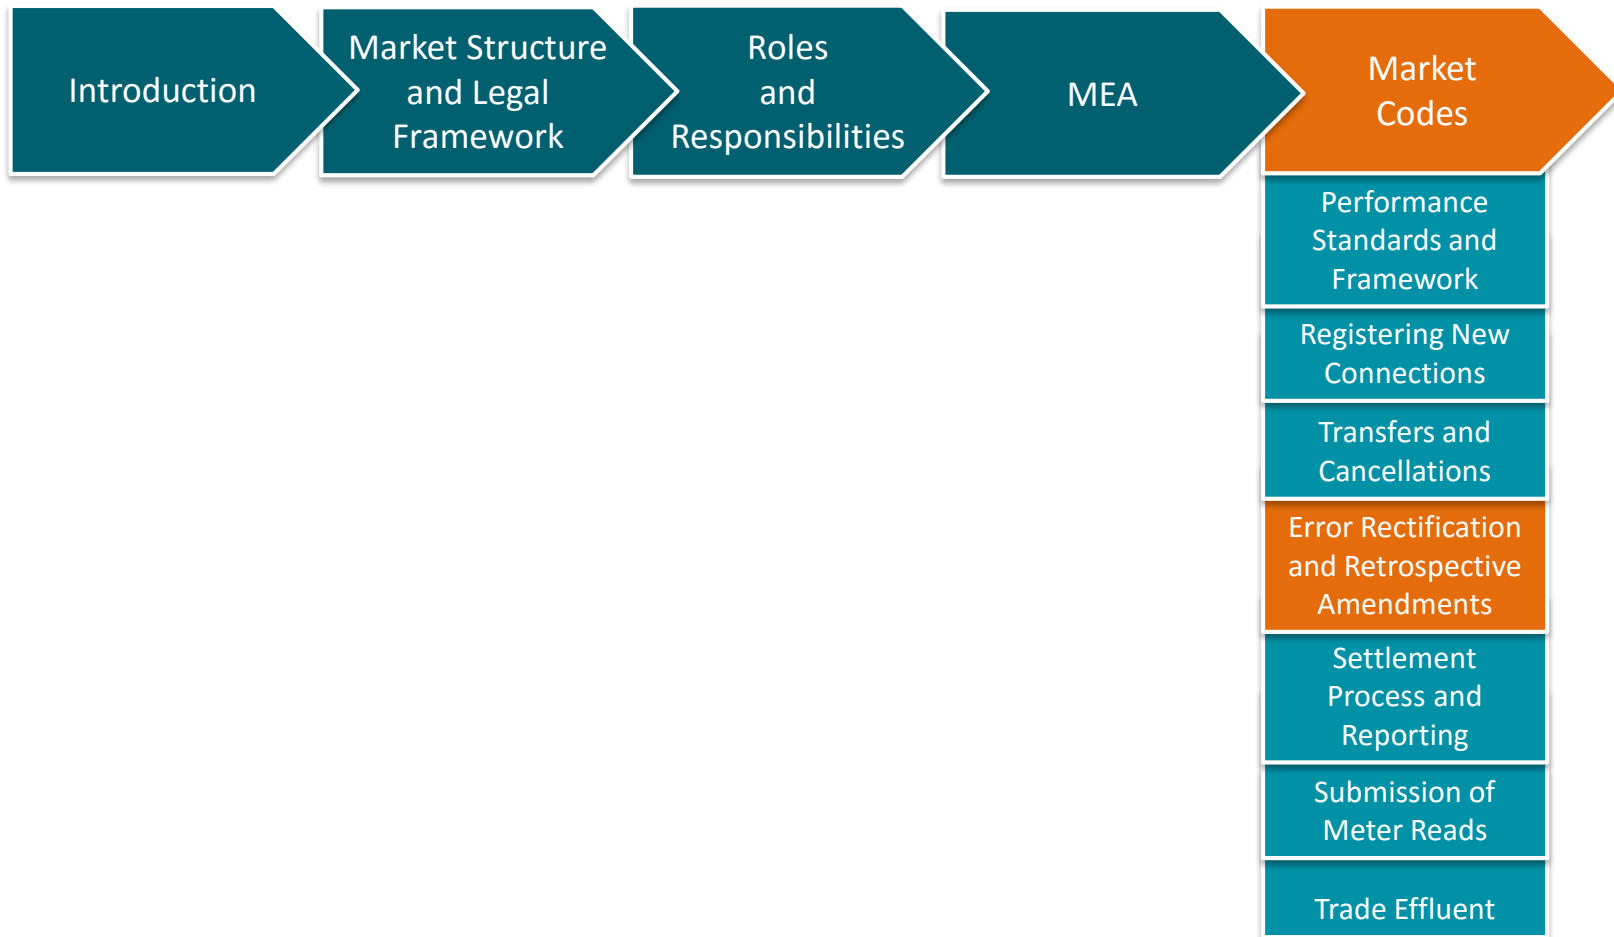 Introduction
Market Structure
and Legal
Framework
Roles
and
Responsibilities
MEA
Market
Codes
Performance
Standards and
Framework
Registering New
Connections
Transfers and
Cancellations
Error Rectification
and Retrospective
Amendments
Settlement
Process and
Reporting
Submission of
Meter Reads
Trade Effluent